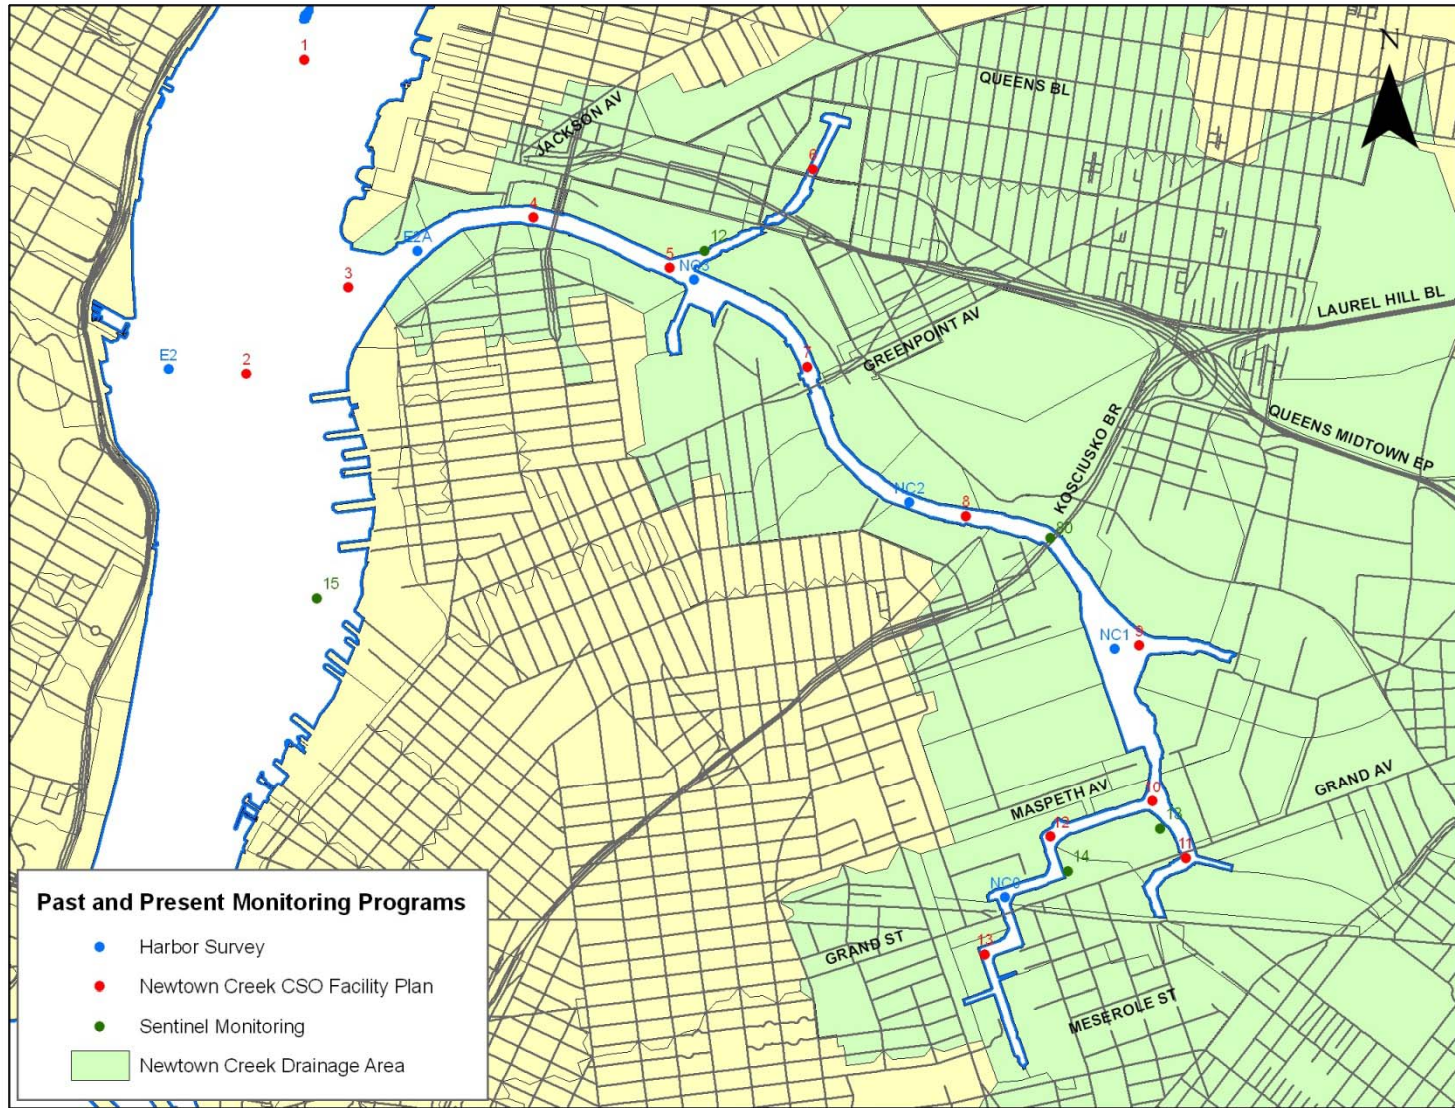 1
N
QUEENS BL
JACKSON AV
6
4
12
E2A
5
NC3
3
LAUREL HILL BL
GREENPOINT AV
E2
2
7
QUEENS MIDTOWN EP
KOSCIUSKO BR
NC2
8
80
15
NC1
9
GRAND AV
MASPETH AV
10
12
13
11
14
NC0
GRAND ST
13
MESEROLE ST
Past and Present Monitoring Programs
Harbor Survey
Newtown Creek CSO Facility Plan
Sentinel Monitoring
Newtown Creek Drainage Area